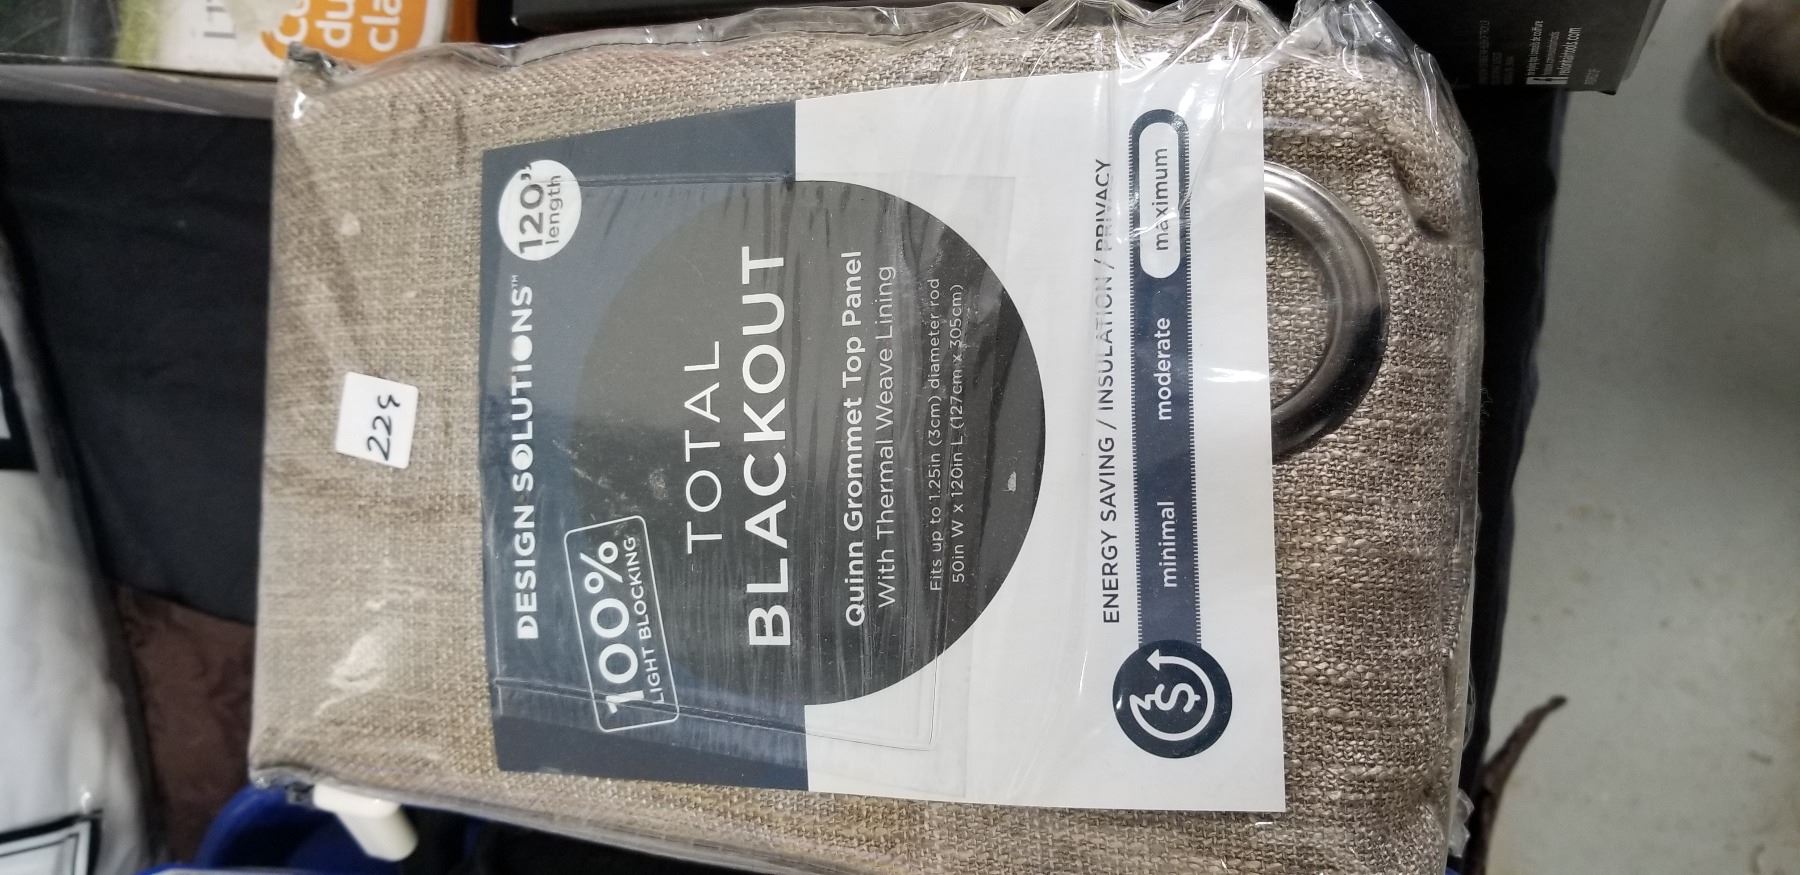 DESIGN·SOLUTIONS™
120"
length
100%
LIGHT BLOCKING
TOTAL
BLACKOUT
Quinn Grommet Top Panel
With Thermal Weave Lining
Fits up to 1.25in (3cm) diameter rod
50in W x 120in L (127cm x 305cm)
ENERGY SAVING / INSULATION / PRIVACY
minimal moderate maximum
$